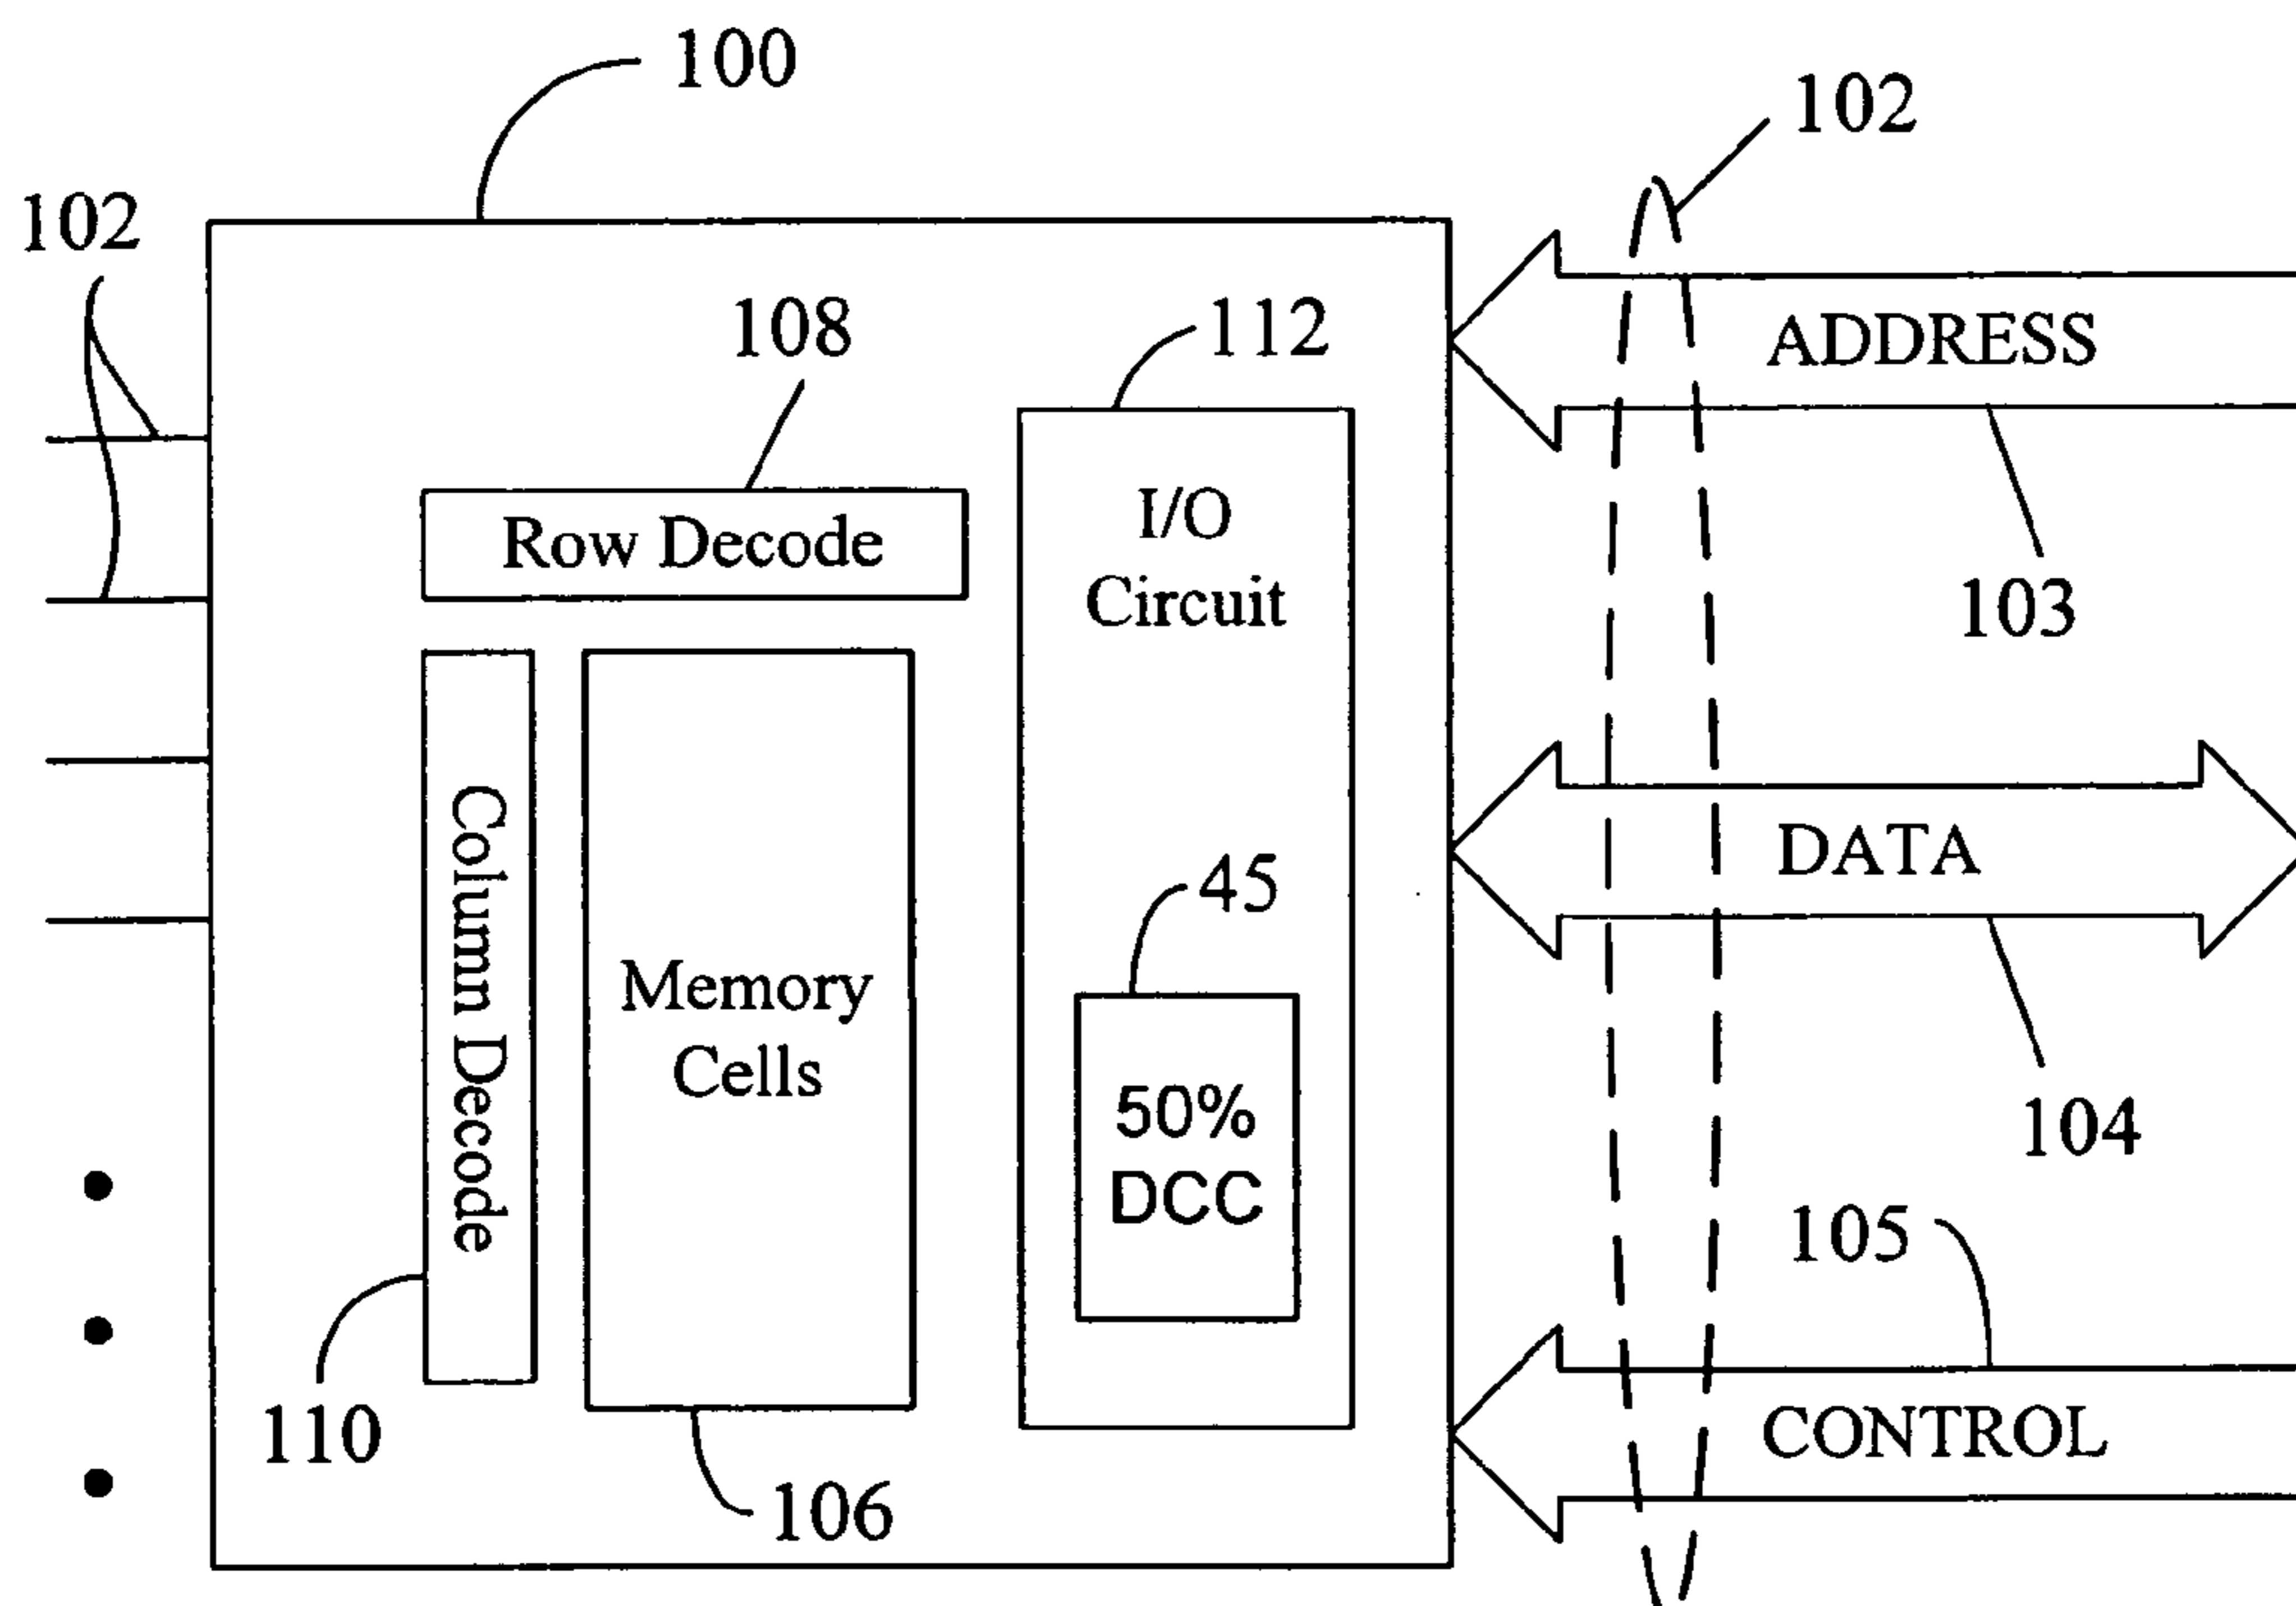 100
102
102
108
112
ADDRESS
I/O
Circuit
Row Decode
103
Column Decode
DATA
45
Memory
Cells
50%
DCC
104
105
110
CONTROL
106